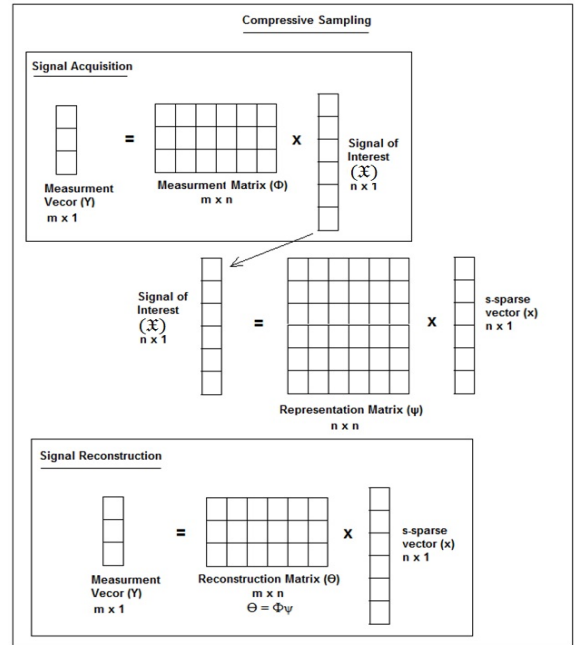 Compressive Sampling
Signal Acquisition
=
x
Measurment
Vecor (Y)
m x 1
Measurment Matrix (Φ)
m x n
Signal of
Interest
(𝔛)
n x 1
Signal of
Interest
(𝔛)
n x 1
=
x
s-sparse
vector (x)
n x 1
Representation Matrix (ψ)
n x n
Signal Reconstruction
=
x
Measurment
Vecor (Y)
m x 1
Reconstruction Matrix (Θ)
m x n
Θ = Φψ
s-sparse
vector (x)
n x 1